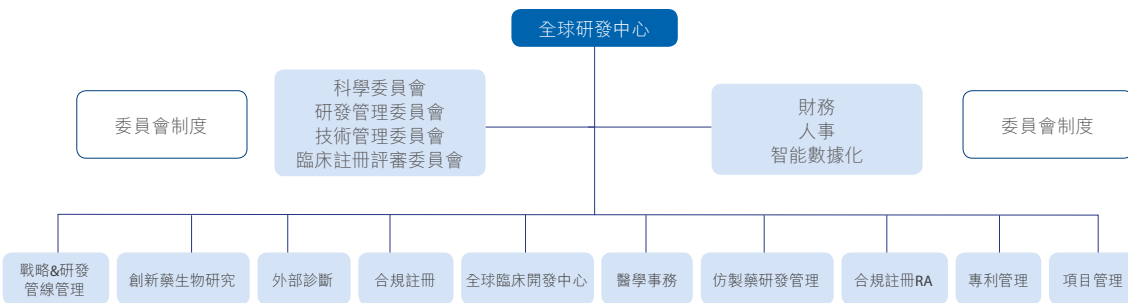 全球研發中心
委員會制度
科學委員會
研發管理委員會
技術管理委員會
臨床註冊評審委員會
財務
人事
智能數據化
委員會制度
戰略&研發
管線管理
創新藥生物研究
外部診斷
合規註冊
全球臨床開發中心
醫學事務
仿製藥研發管理
合規註冊RA
專利管理
項目管理